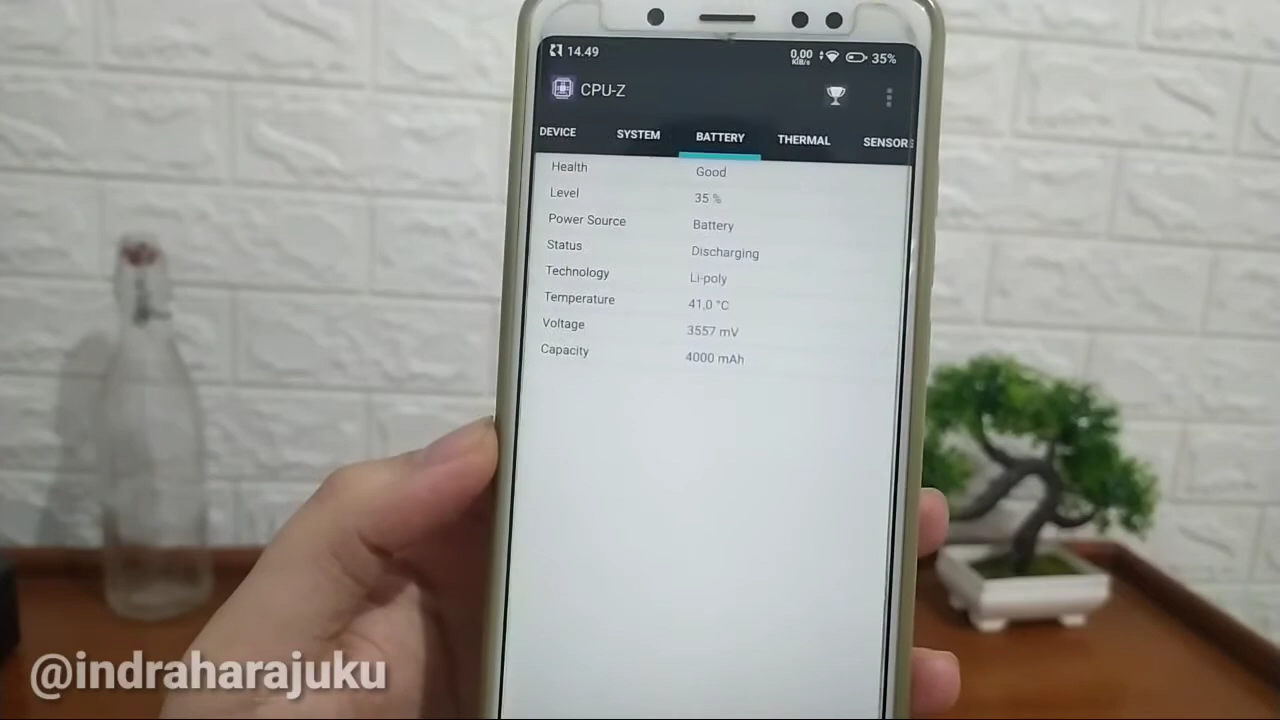 14.49 0,00 KiB/s 35%
CPU-Z
DEVICE SYSTEM BATTERY THERMAL SENSORS
Health Good
Level 35 %
Power Source Battery
Status Discharging
Technology Li-poly
Temperature 41,0 °C
Voltage 3557 mV
Capacity 4000 mAh
@indraharajuku